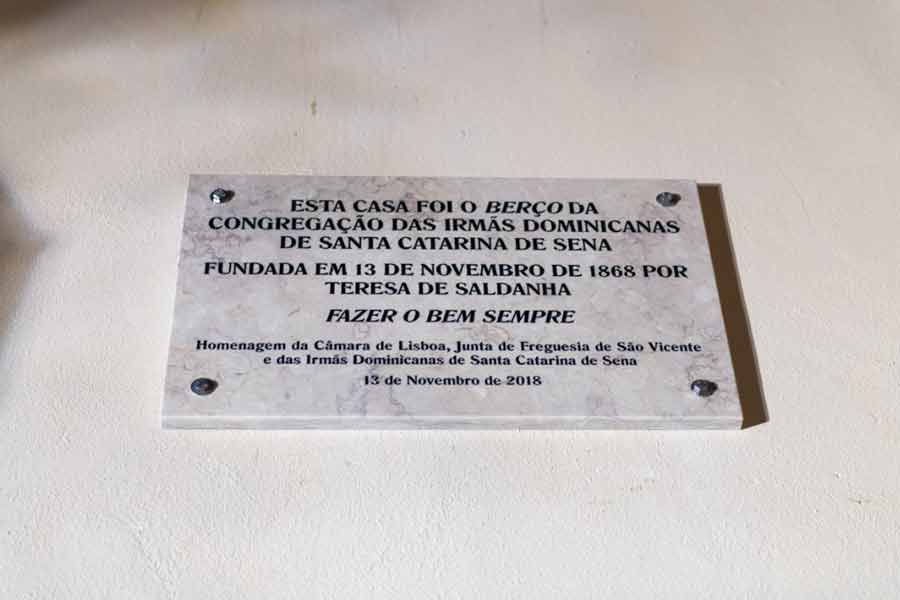 ESTA CASA FOI O BERÇO DA
CONGREGAÇÃO DAS IRMÃS DOMINICANAS
DE SANTA CATARINA DE SENA
FUNDADA EM 13 DE NOVEMBRO DE 1868 POR
TERESA DE SALDANHA
FAZER O BEM SEMPRE
Homenagem da Câmara de Lisboa, Junta de Freguesia de São Vicente
e das Irmãs Dominicanas de Santa Catarina de Sena
13 de Novembro de 2018